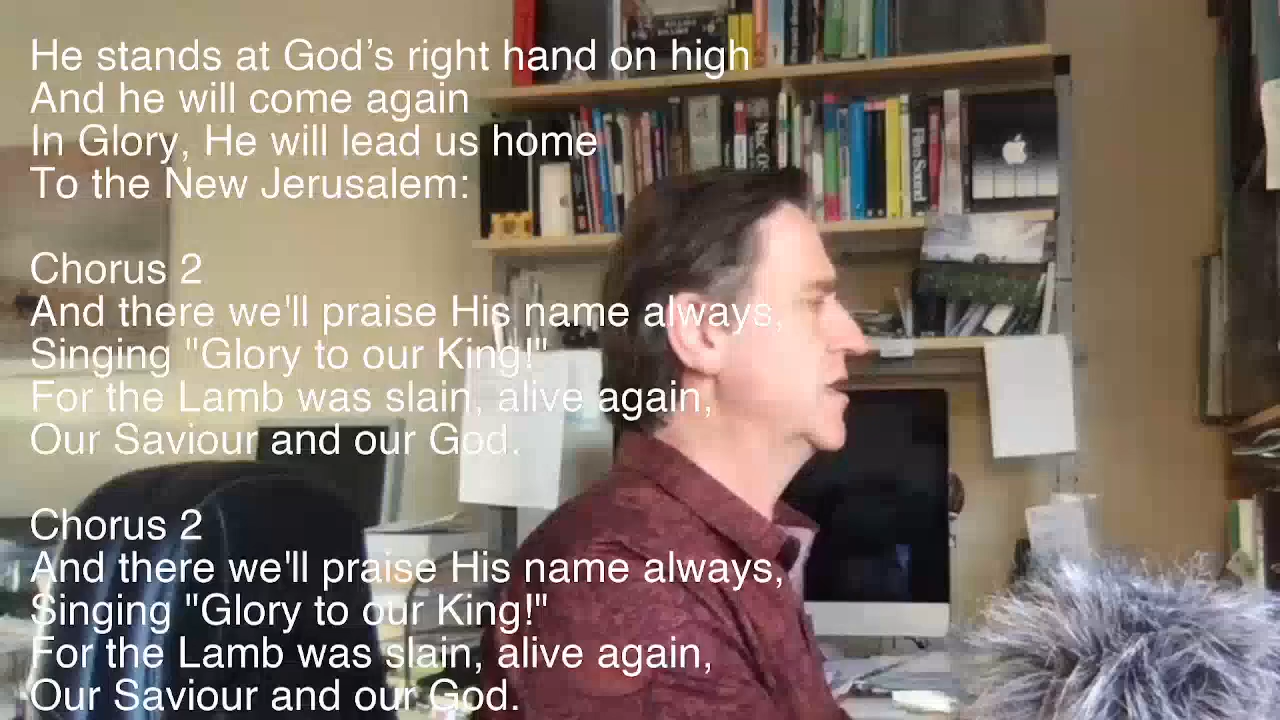 He stands at God’s right hand on high
And he will come again
In Glory, He will lead us home
To the New Jerusalem:
Chorus 2
And there we'll praise His name always,
Singing "Glory to our King!"
For the Lamb was slain, alive again,
Our Saviour and our God.
Chorus 2
And there we'll praise His name always,
Singing "Glory to our King!"
For the Lamb was slain, alive again,
Our Saviour and our God.
Mac OS
Film Sound